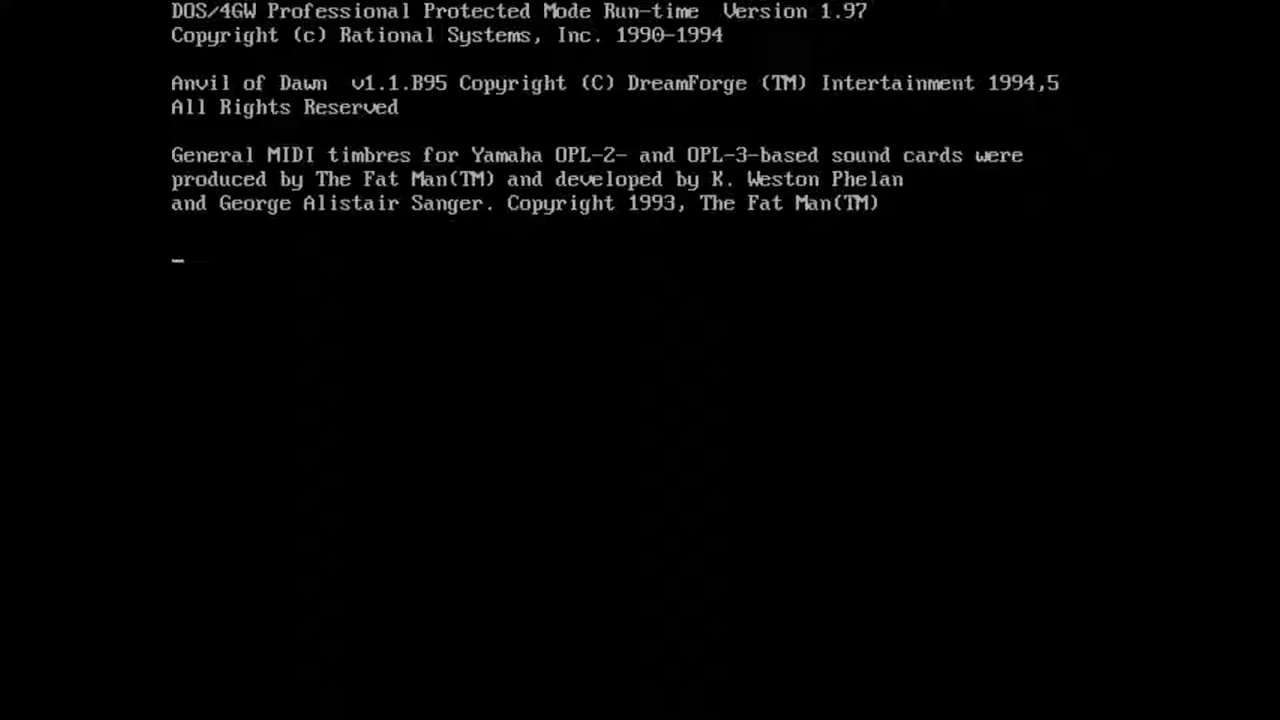 DOS/4GW Professional Protected Mode Run-time  Version 1.97
Copyright (c) Rational Systems, Inc. 1990-1994
Anvil of Dawn  v1.1.B95 Copyright (C) DreamForge (TM) Intertainment 1994,5
All Rights Reserved
General MIDI timbres for Yamaha OPL-2- and OPL-3-based sound cards were
produced by The Fat Man(TM) and developed by K. Weston Phelan
and George Alistair Sanger. Copyright 1993, The Fat Man(TM)